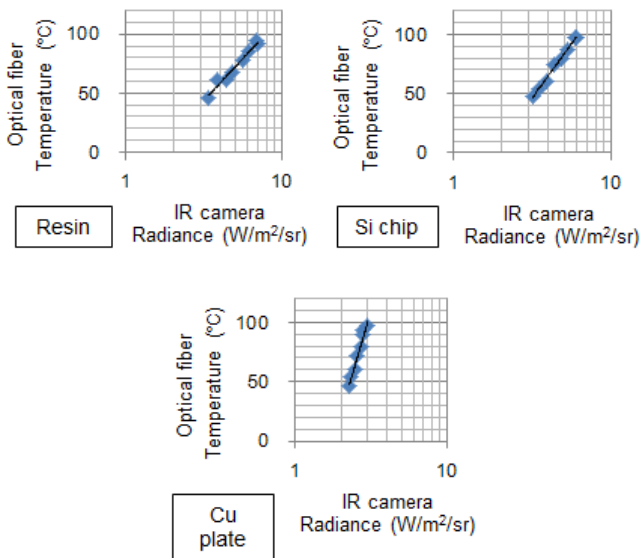 Optical fiber
Temperature (°C)
100
50
0
1
10
Resin
IR camera
Radiance (W/m²/sr)
Optical fiber
Temperature (°C)
100
50
0
1
10
Si chip
IR camera
Radiance (W/m²/sr)
Optical fiber
Temperature (°C)
100
50
0
1
10
Cu
plate
IR camera
Radiance (W/m²/sr)